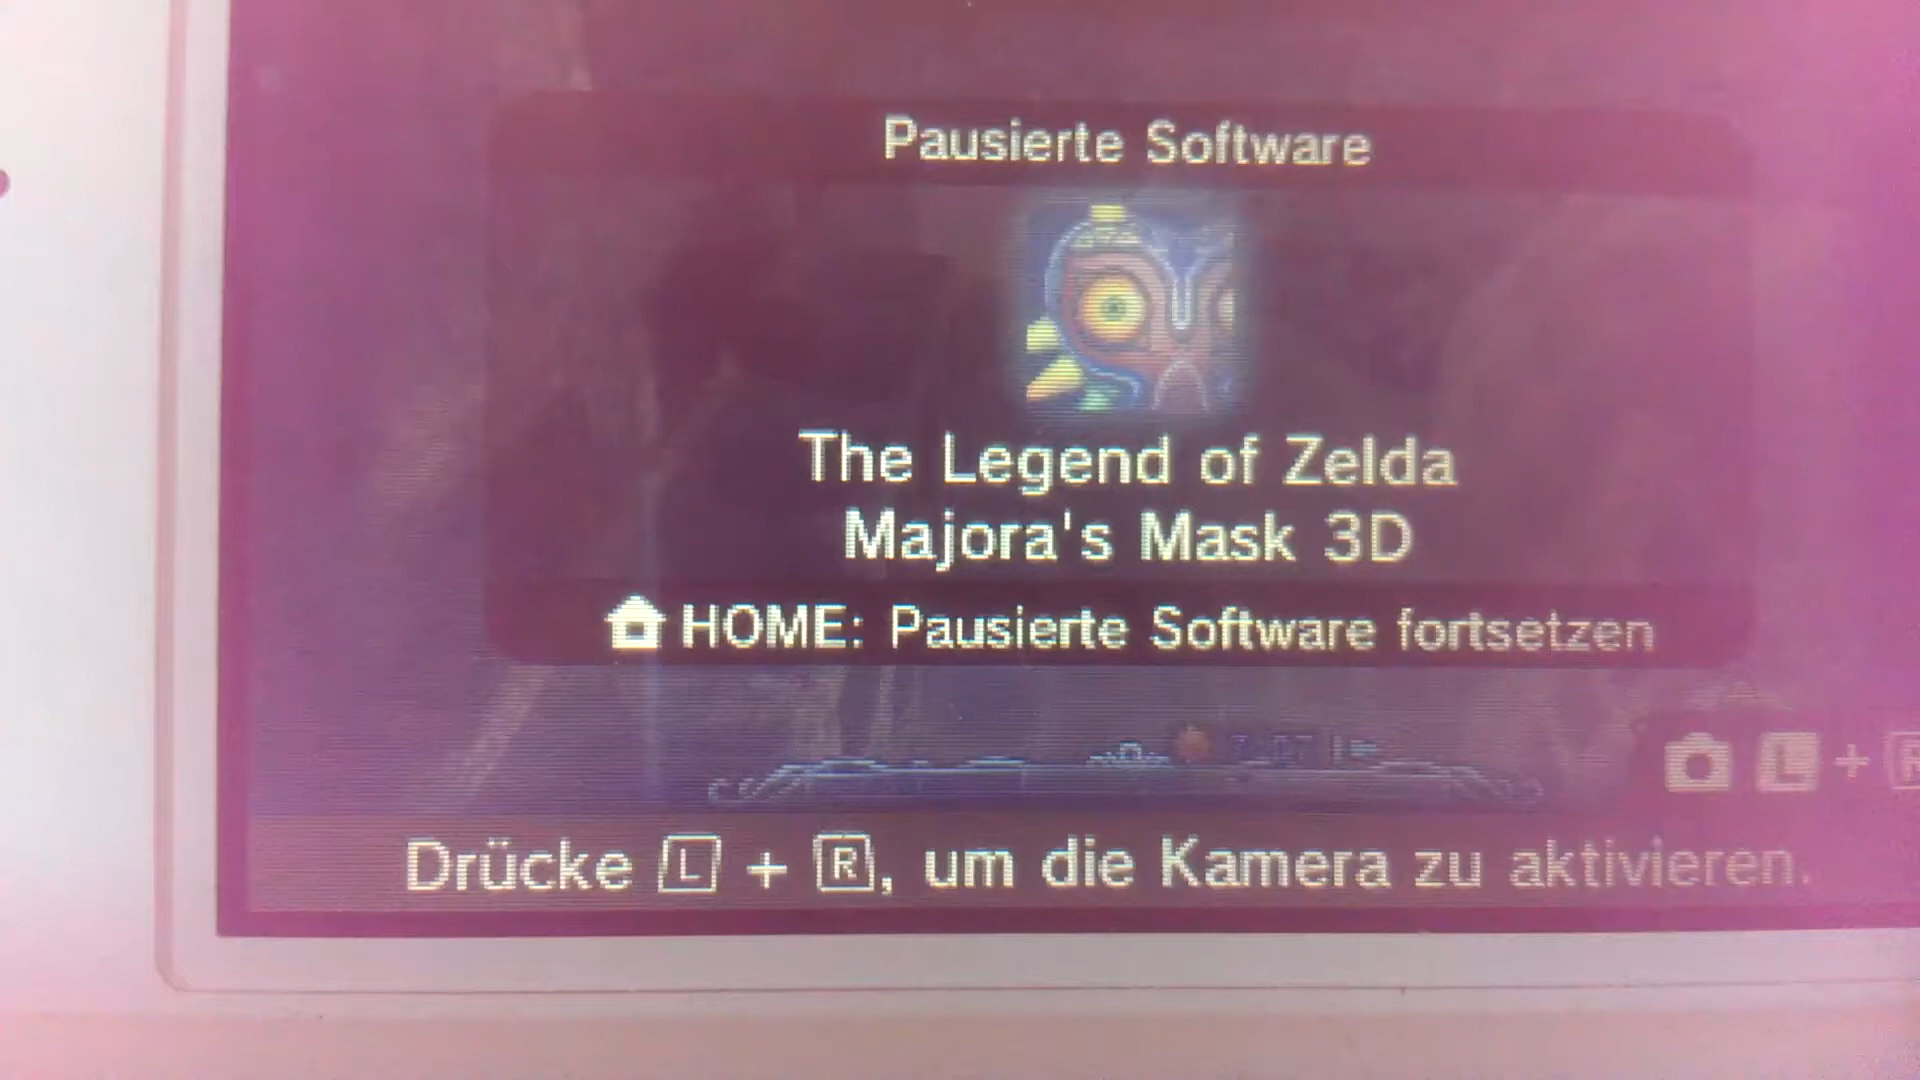 Pausierte Software
The Legend of Zelda
Majora's Mask 3D
HOME: Pausierte Software fortsetzen
L + R
Drücke L + R, um die Kamera zu aktivieren.